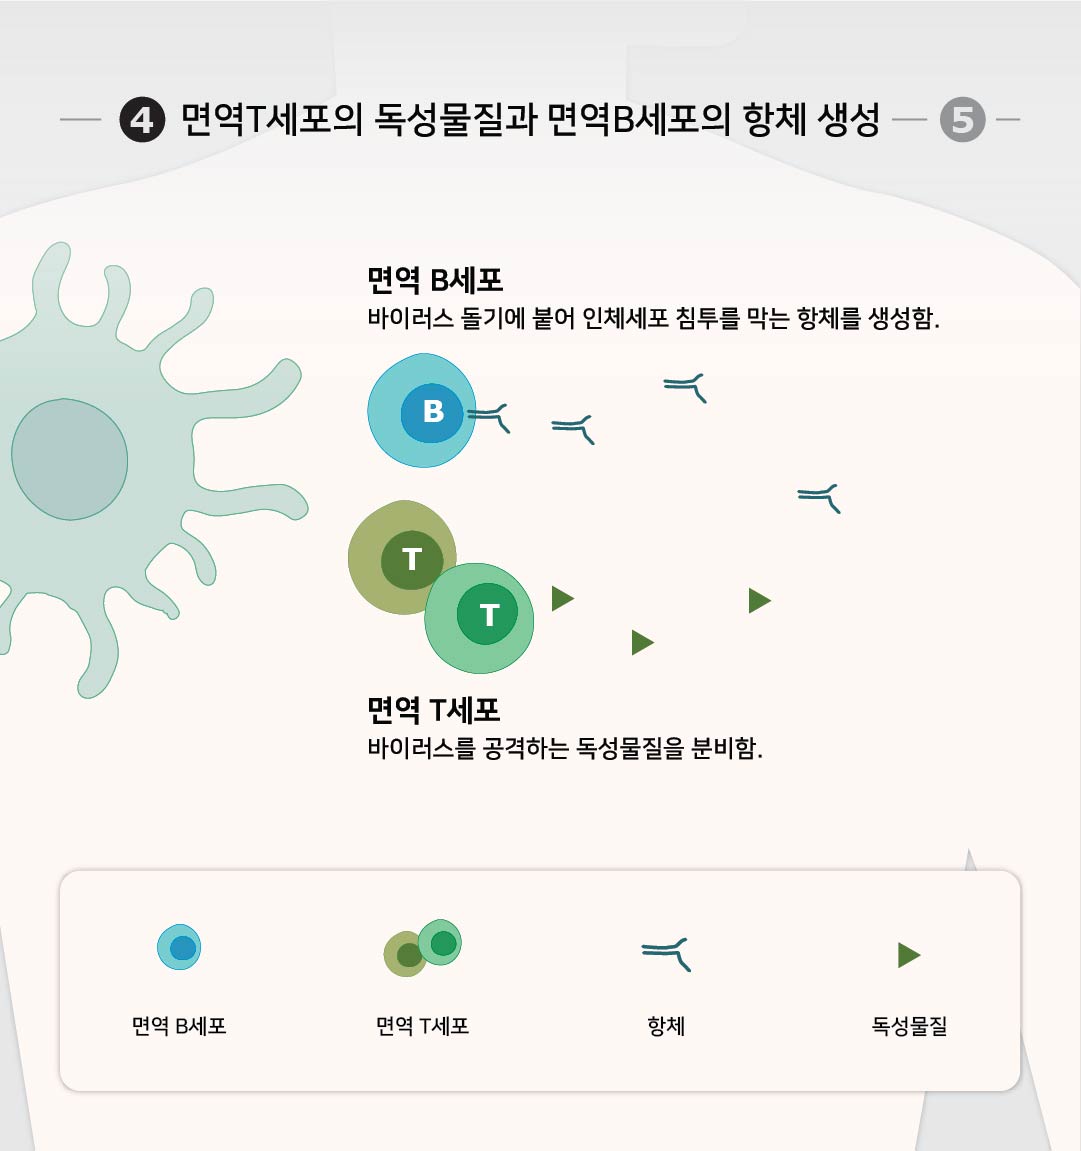 4 면역T세포의 독성물질과 면역B세포의 항체 생성 5
면역 B세포
바이러스 돌기에 붙어 인체세포 침투를 막는 항체를 생성함.
B
T
T
면역 T세포
바이러스를 공격하는 독성물질을 분비함.
면역 B세포 면역 T세포 항체 독성물질